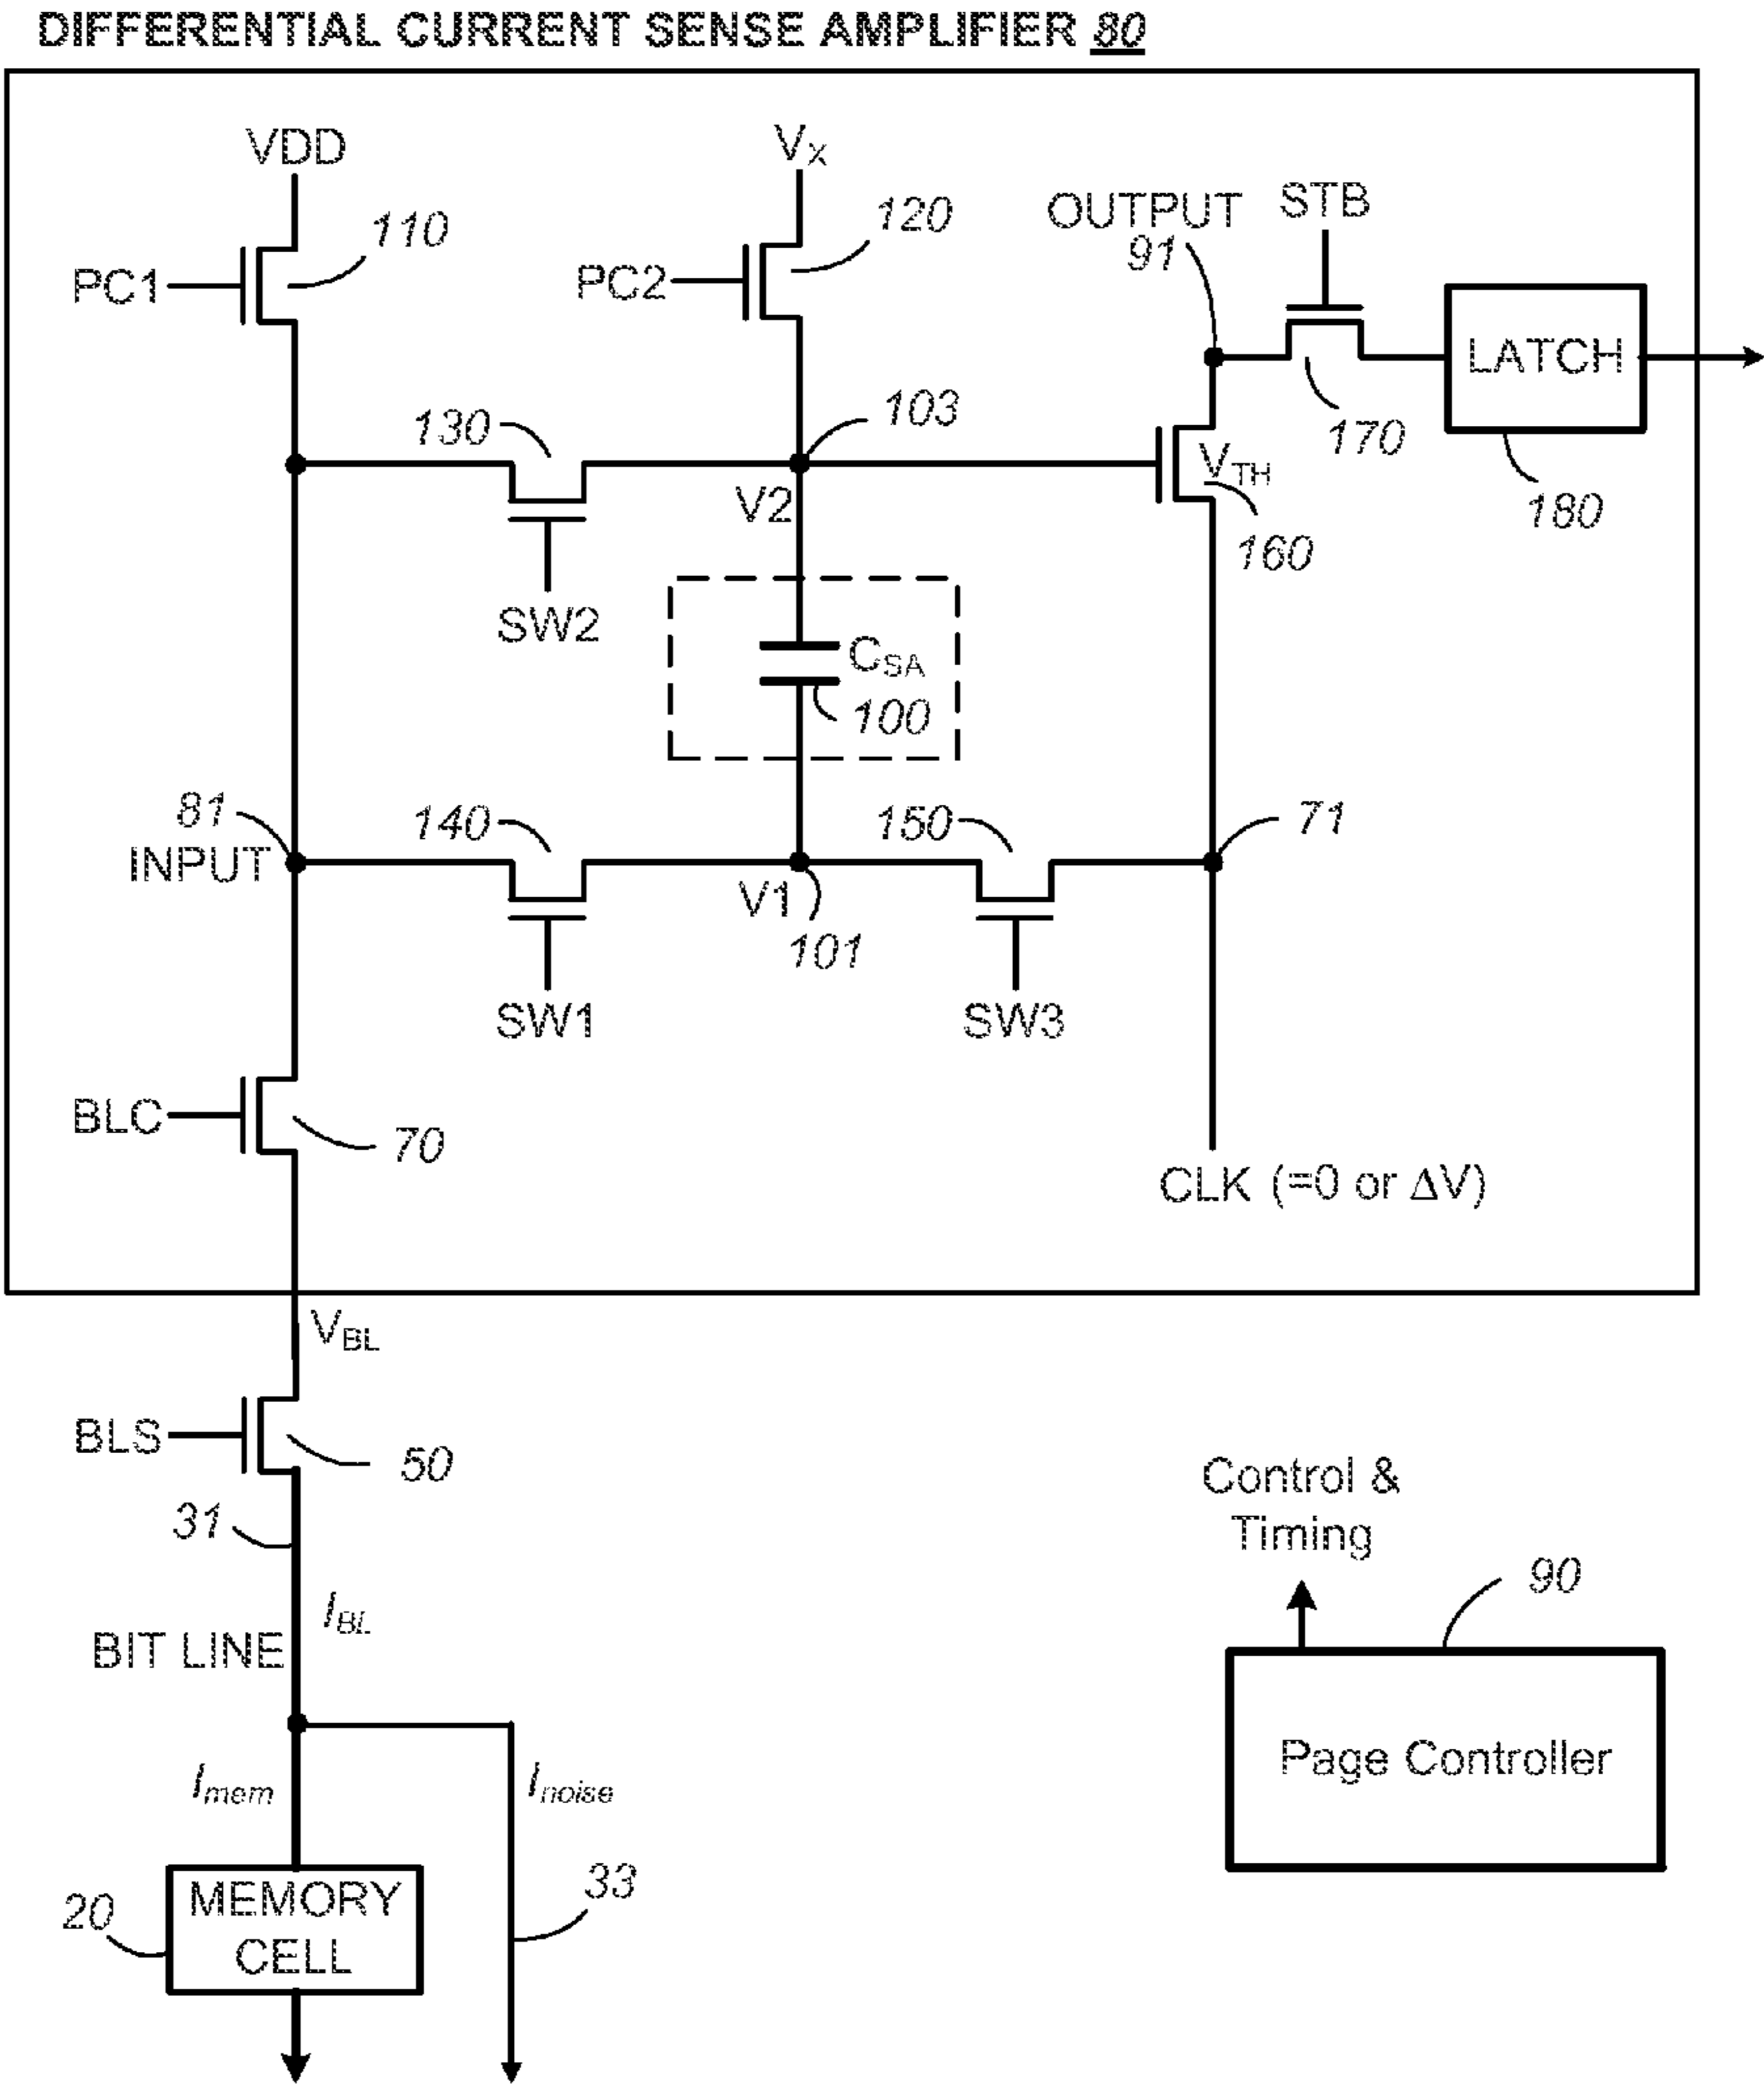 DIFFERENTIAL CURRENT SENSE AMPLIFIER 80
VDD
VX
110
120
OUTPUT
91
STB
PC1
PC2
LATCH
130
103
170
V2
VTH
180
160
SW2
CSA
100
81
INPUT
140
150
71
V1
101
SW1
SW3
BLC
70
CLK (=0 or ΔV)
VBL
BLS
50
31
IBL
BIT LINE
Control &
Timing
90
Imem
Inoise
Page Controller
33
20
MEMORY
CELL